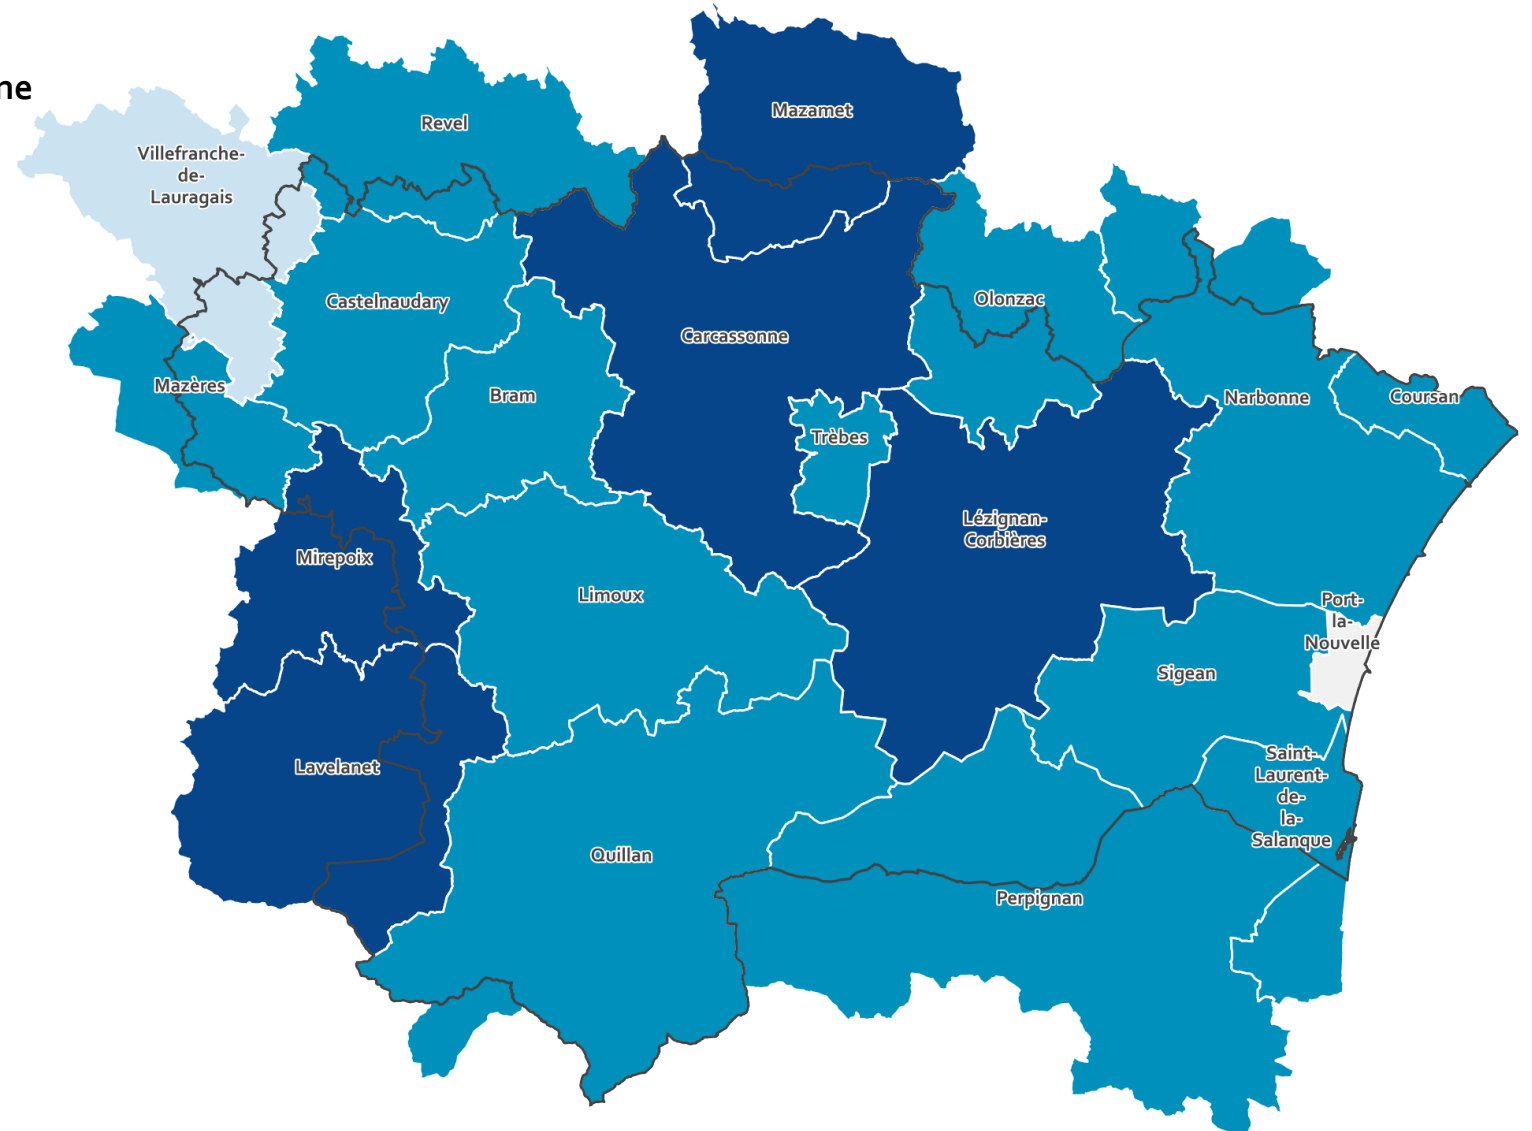 ne
Mazamet
Revel
Villefranche-
de-
Lauragais
Castelnaudary
Olonzac
Carcassonne
Mazères
Bram
Narbonne
Coursan
Trèbes
Lézignan-
Corbières
Mirepoix
Limoux
Port-
la-
Nouvelle
Sigean
Lavelanet
Saint-
Laurent-
de-
la-
Salanque
Quillan
Perpignan